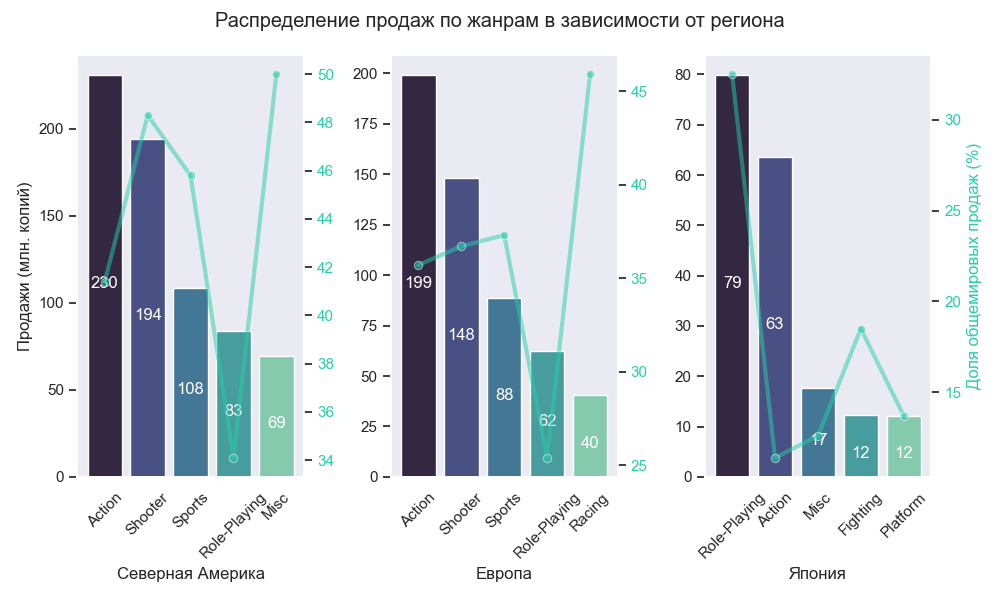 Распределение продаж по жанрам в зависимости от региона
Продажи (млн. копий)
200
150
100
50
0
230
194
108
83
69
50
48
46
44
42
40
38
36
34
Action
Shooter
Sports
Role-Playing
Misc
Северная Америка
200
175
150
125
100
75
50
25
0
199
148
88
62
40
45
40
35
30
25
Action
Shooter
Sports
Role-Playing
Racing
Европа
80
70
60
50
40
30
20
10
0
79
63
17
12
12
30
25
20
15
Доля общемировых продаж (%)
Role-Playing
Action
Misc
Fighting
Platform
Япония